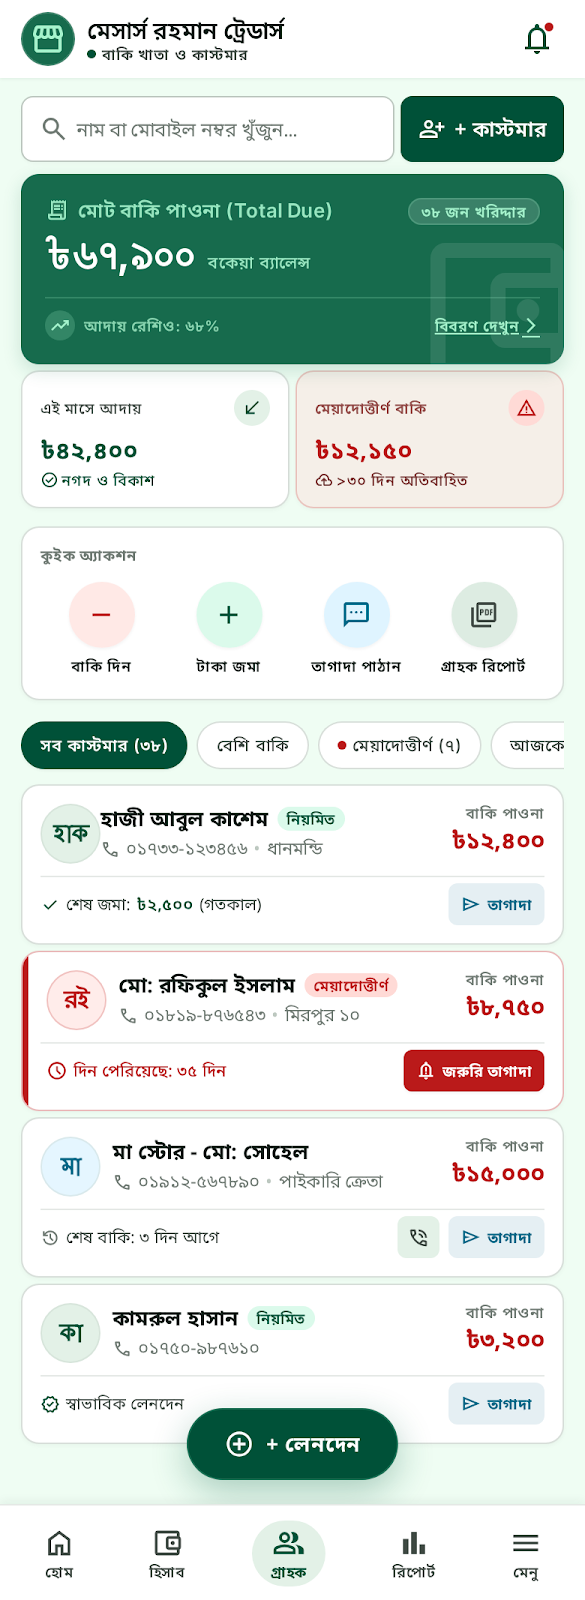 মেসার্স রহমান ট্রেডার্স
বাকি খাতা ও কাস্টমার
নাম বা মোবাইল নম্বর খুঁজুন...
+ কাস্টমার
মোট বাকি পাওনা (Total Due)
৩৮ জন খরিদ্দার
৳৬৭,৯০০ বকেয়া ব্যালেন্স
আদায় রেশিও: ৬৮%
বিবরণ দেখুন
এই মাসে আদায়
৳৪২,৪০০
নগদ ও বিকাশ
মেয়াদোত্তীর্ণ বাকি
৳১২,১৫০
>৩০ দিন অতিবাহিত
কুইক অ্যাকশন
বাকি দিন
টাকা জমা
তাগাদা পাঠান
PDF
গ্রাহক রিপোর্ট
সব কাস্টমার (৩৮)
বেশি বাকি
মেয়াদোত্তীর্ণ (৭)
আজকে
হাক
হাজী আবুল কাশেম
নিয়মিত
০১৭৩৩-১২৩৪৫৬ • ধানমন্ডি
বাকি পাওনা
৳১২,৪০০
শেষ জমা: ৳২,৫০০ (গতকাল)
তাগাদা
রই
মো: রফিকুল ইসলাম
মেয়াদোত্তীর্ণ
০১৮১৯-৮৭৬৫৪৩ • মিরপুর ১০
বাকি পাওনা
৳৮,৭৫০
দিন পেরিয়েছে: ৩৫ দিন
জরুরি তাগাদা
মা
মা স্টোর - মো: সোহেল
০১৯১২-৫৬৭৮৯০ • পাইকারি ক্রেতা
বাকি পাওনা
৳১৫,০০০
শেষ বাকি: ৩ দিন আগে
তাগাদা
কা
কামরুল হাসান
নিয়মিত
০১৭৫০-৯৮৭৬১০
বাকি পাওনা
৳৩,২০০
স্বাভাবিক লেনদেন
তাগাদা
+ লেনদেন
হোম
হিসাব
গ্রাহক
রিপোর্ট
মেনু